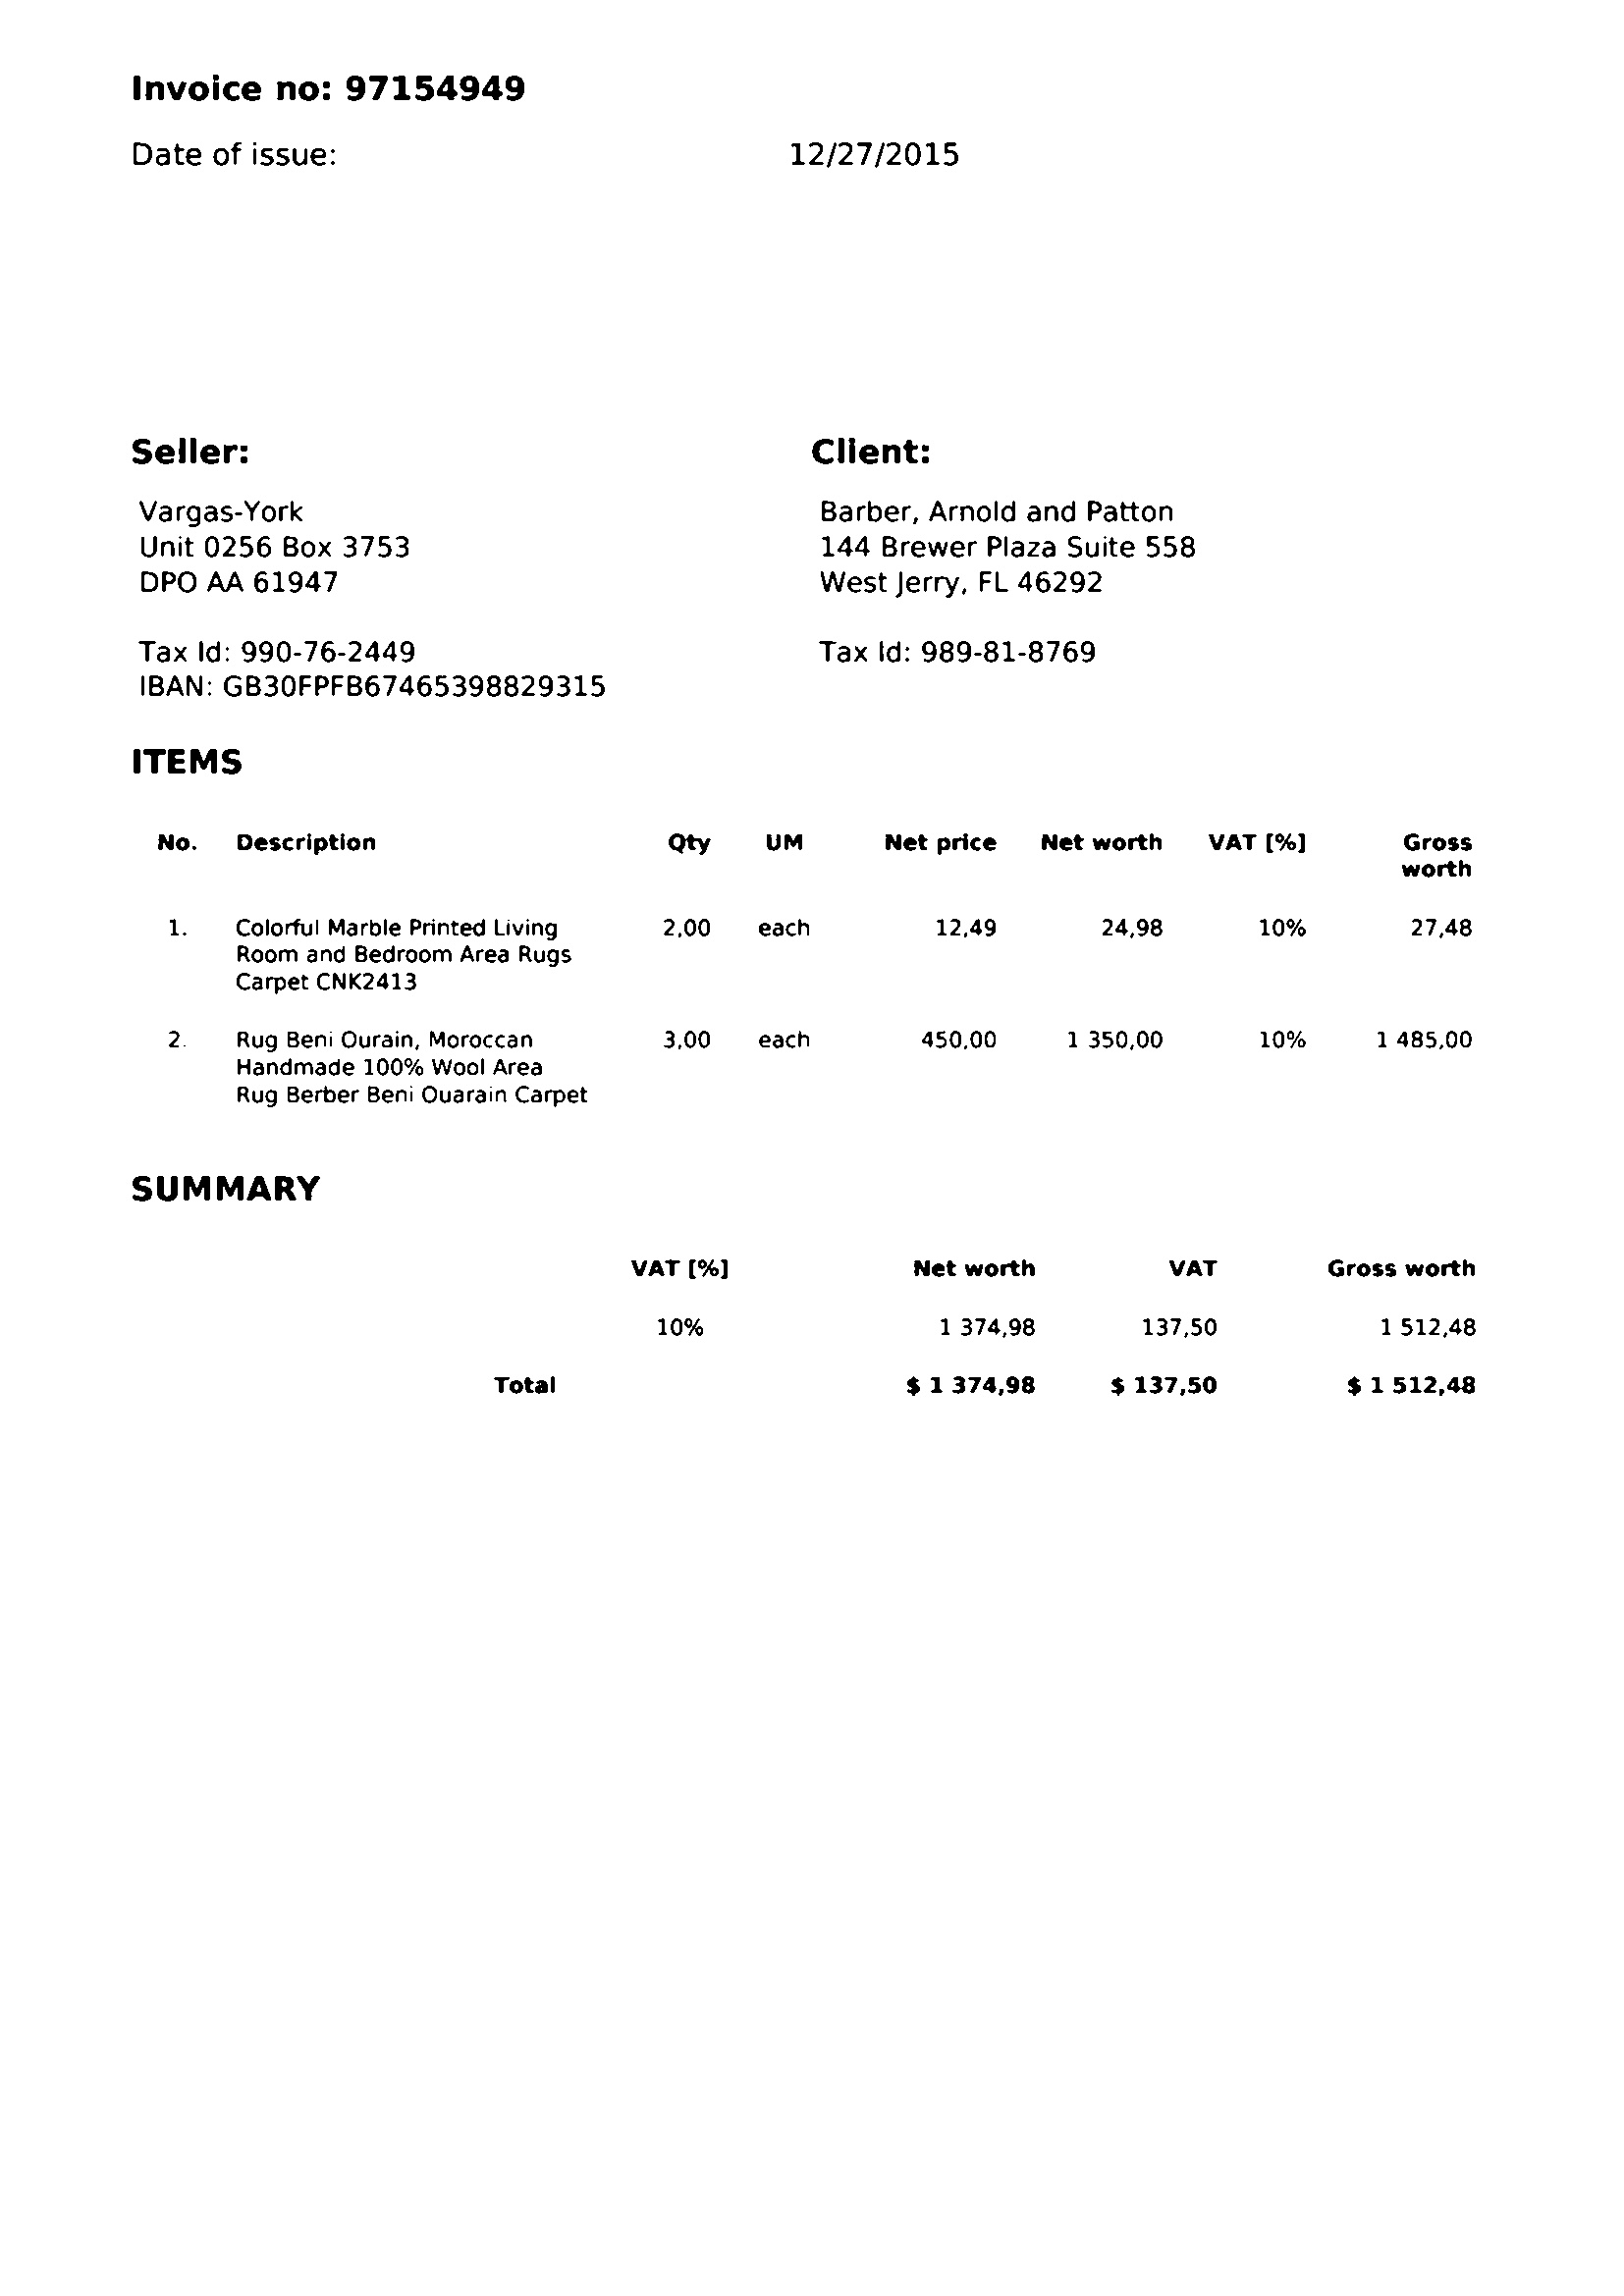 Invoice no: 97154949
Date of issue: 12/27/2015
Seller:
Vargas-York
Unit 0256 Box 3753
DPO AA 61947
Tax Id: 990-76-2449
IBAN: GB30FPFB67465398829315
Client:
Barber, Arnold and Patton
144 Brewer Plaza Suite 558
West Jerry, FL 46292
Tax Id: 989-81-8769
ITEMS
No. Description Qty UM Net price Net worth VAT [%] Gross
worth
1. Colorful Marble Printed Living 2,00 each 12,49 24,98 10% 27,48
Room and Bedroom Area Rugs
Carpet CNK2413
2. Rug Beni Ourain, Moroccan 3,00 each 450,00 1 350,00 10% 1 485,00
Handmade 100% Wool Area
Rug Berber Beni Ouarain Carpet
SUMMARY
VAT [%] Net worth VAT Gross worth
10% 1 374,98 137,50 1 512,48
Total $ 1 374,98 $ 137,50 $ 1 512,48